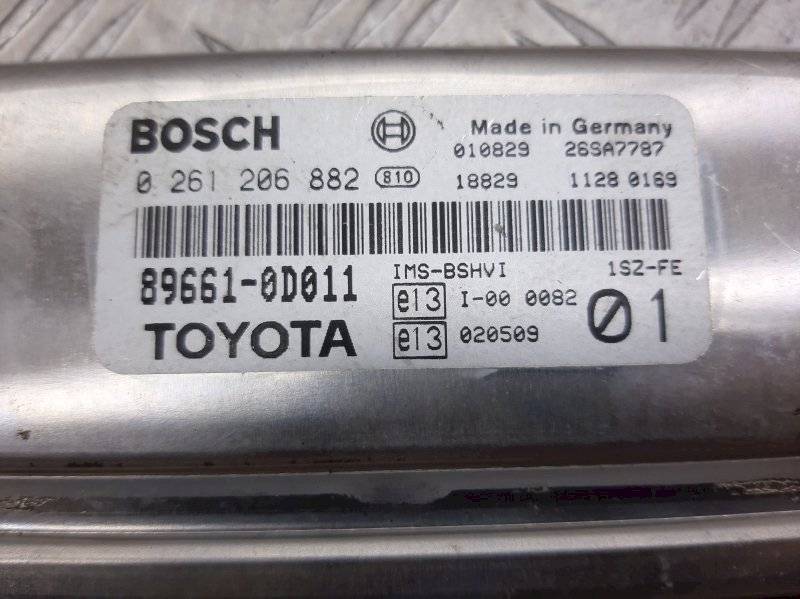 BOSCH Made in Germany
010829 26SA7787
0 261 206 882 810 18829 1128 0169
89661-0D011 IMS-BSHVI 1SZ-FE
e13 I-00 0082 01
TOYOTA e13 020509